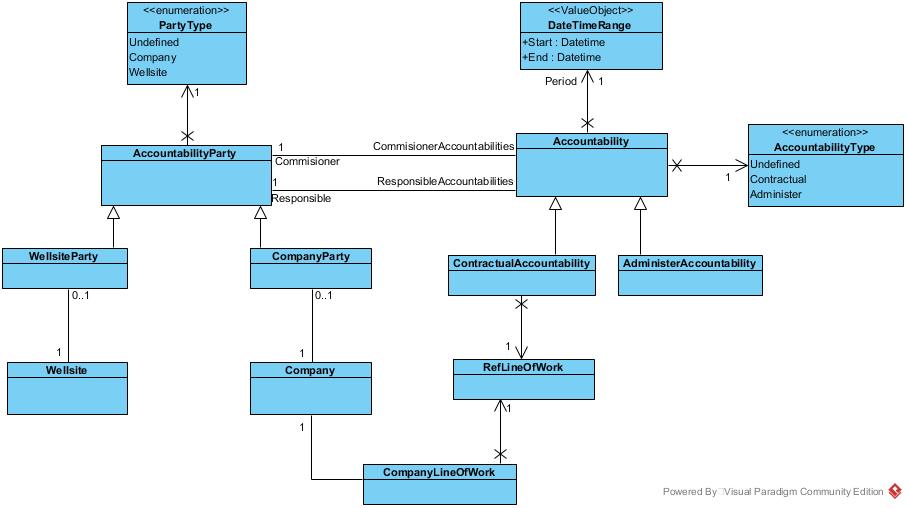 <<enumeration>>
PartyType
Undefined
Company
Wellsite
<<ValueObject>>
DateTimeRange
+Start : Datetime
+End : Datetime
Period
1
1
<<enumeration>>
AccountabilityType
Undefined
Contractual
Administer
1
AccountabilityParty
Accountability
1
CommisionerAccountabilities
Commisioner
1
ResponsibleAccountabilities
Responsible
WellsiteParty
CompanyParty
ContractualAccountability
AdministerAccountability
0..1
0..1
1
1
1
Wellsite
Company
RefLineOfWork
1
1
CompanyLineOfWork
Powered By Visual Paradigm Community Edition